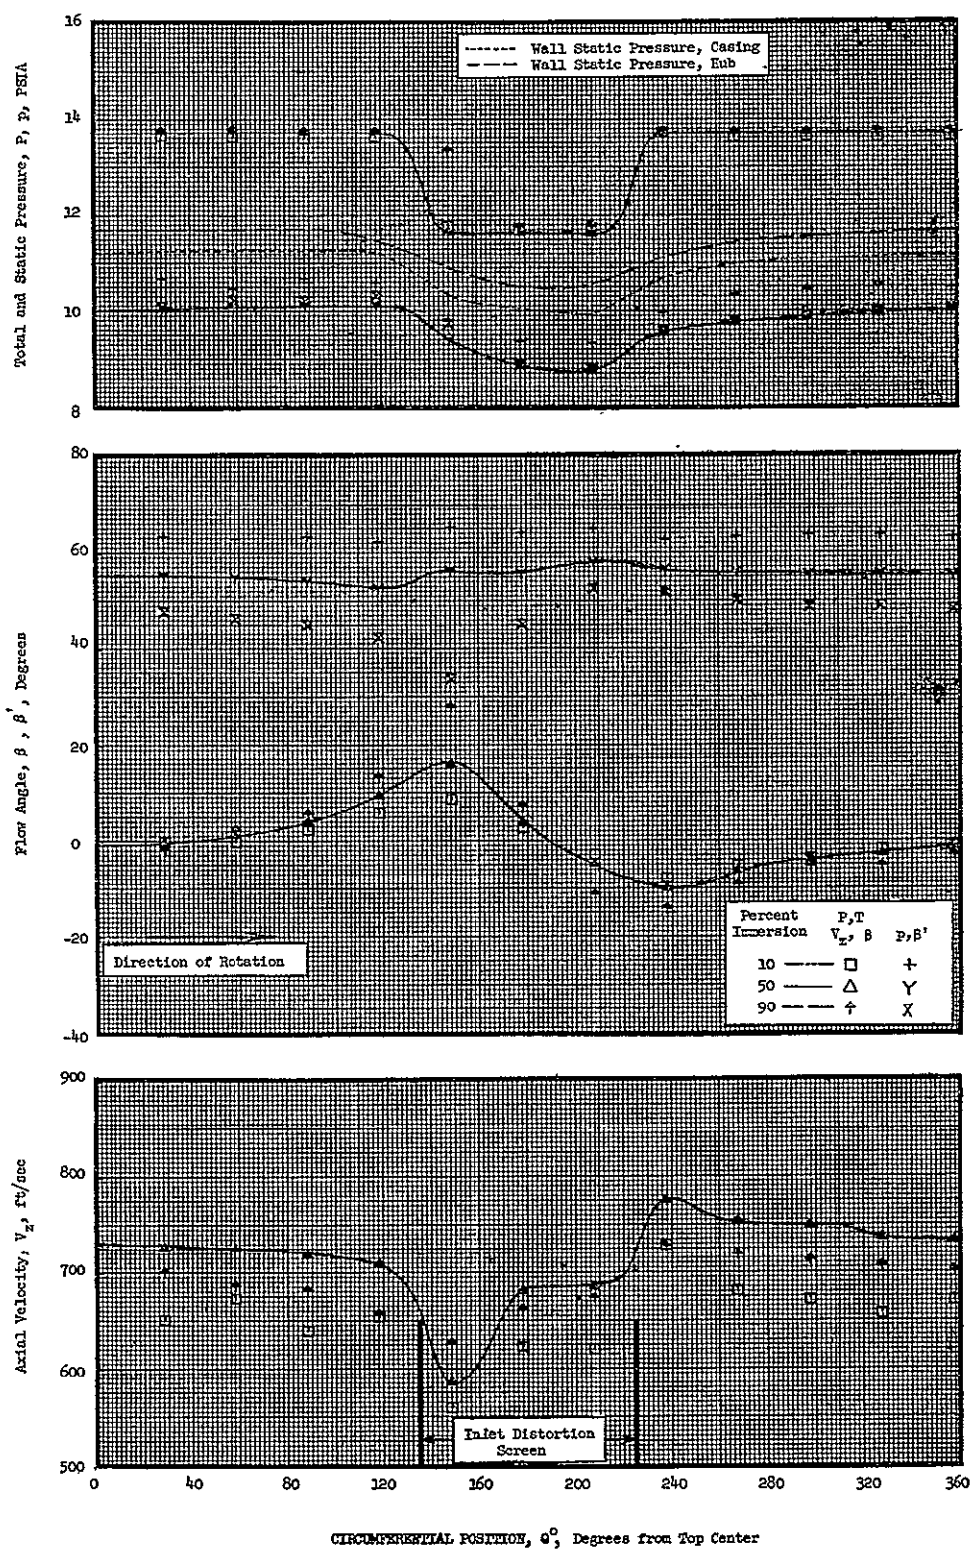 16
14
12
10
8
Total and Static Pressure, P, p, PSIA
Wall Static Pressure, Casing
Wall Static Pressure, Hub
80
60
40
20
0
-20
-40
Flow Angle, β, β', Degrees
Direction of Rotation
Percent Immersion
P,T
V_z, β
P,β'
10
50
90
900
800
700
600
500
Axial Velocity, V_z, ft/sec
Inlet Distortion
Screen
0 40 80 120 160 200 240 280 320 360
CIRCUMFERENTIAL POSITION, θ°, Degrees from Top Center